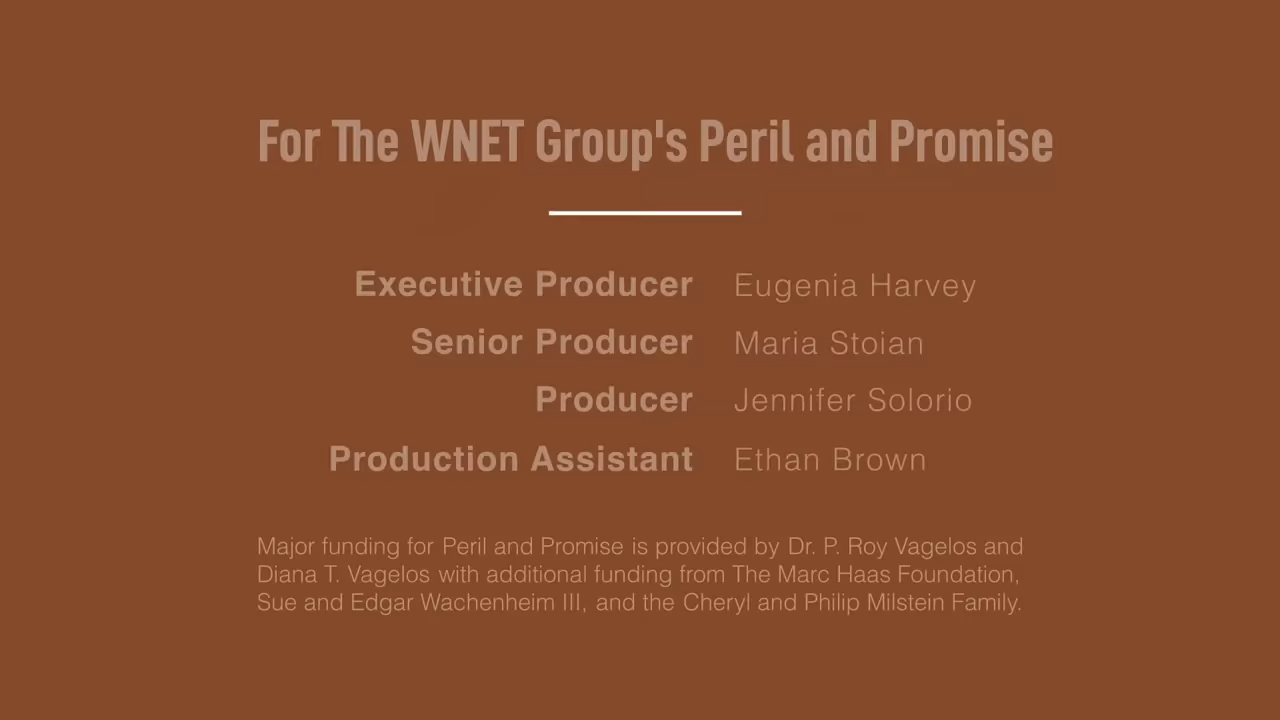 For The WNET Group's Peril and Promise
Executive Producer Eugenia Harvey
Senior Producer Maria Stoian
Producer Jennifer Solorio
Production Assistant Ethan Brown
Major funding for Peril and Promise is provided by Dr. P. Roy Vagelos and
Diana T. Vagelos with additional funding from The Marc Haas Foundation,
Sue and Edgar Wachenheim III, and the Cheryl and Philip Milstein Family.